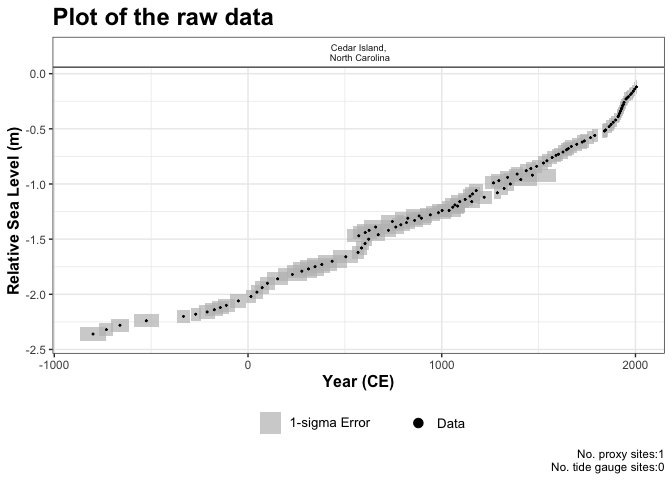 Plot of the raw data
Cedar Island,
North Carolina
Relative Sea Level (m)
0.0
-0.5
-1.0
-1.5
-2.0
-2.5
-1000
0
1000
2000
Year (CE)
1-sigma Error
Data
No. proxy sites:1
No. tide gauge sites:0